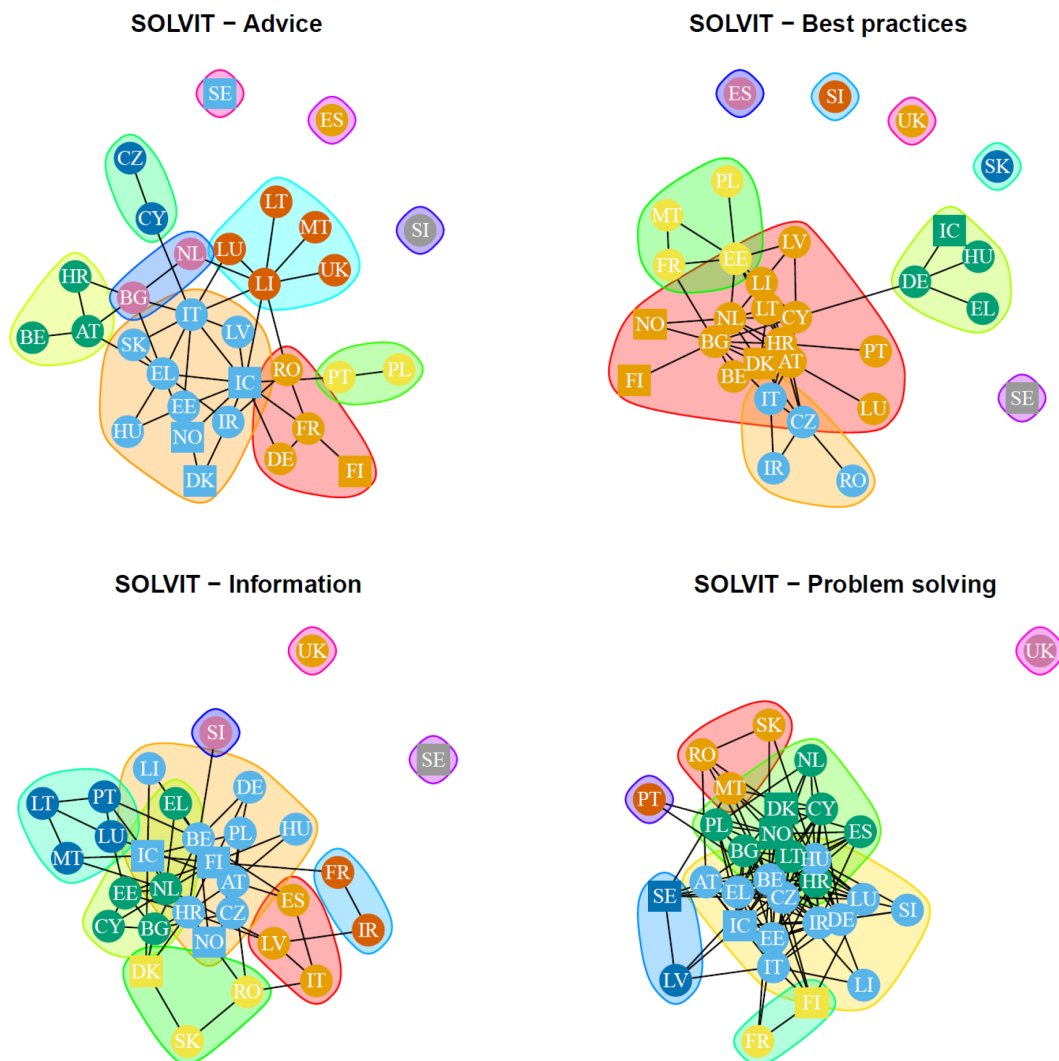 SOLVIT − Advice
SE
ES
CZ
LT
CY
MT
SI
LU
NL
LI
UK
HR
BG
IT
BE
AT
SK
LV
EL
IC
RO
PT
PL
EE
HU
NO
IR
FR
DE
FI
DK
SOLVIT − Best practices
ES
SI
UK
SK
PL
MT
IC
LV
FR
EE
HU
LI
DE
NO
NL
LT
CY
EL
BG
HR
PT
FI
BE
DK
AT
SE
IT
LU
CZ
IR
RO
SOLVIT − Information
UK
SI
SE
LI
DE
LT
PT
EL
PL
HU
LU
BE
MT
IC
FI
FR
EE
NL
AT
ES
CY
BG
HR
CZ
IR
NO
LV
DK
RO
IT
SK
SOLVIT − Problem solving
UK
SK
RO
NL
PT
MT
DK
CY
PL
NO
ES
BG
LT
HU
AT
BE
HR
SE
EL
CZ
LU
SI
IC
IR
DE
EE
IT
LV
LI
FI
FR